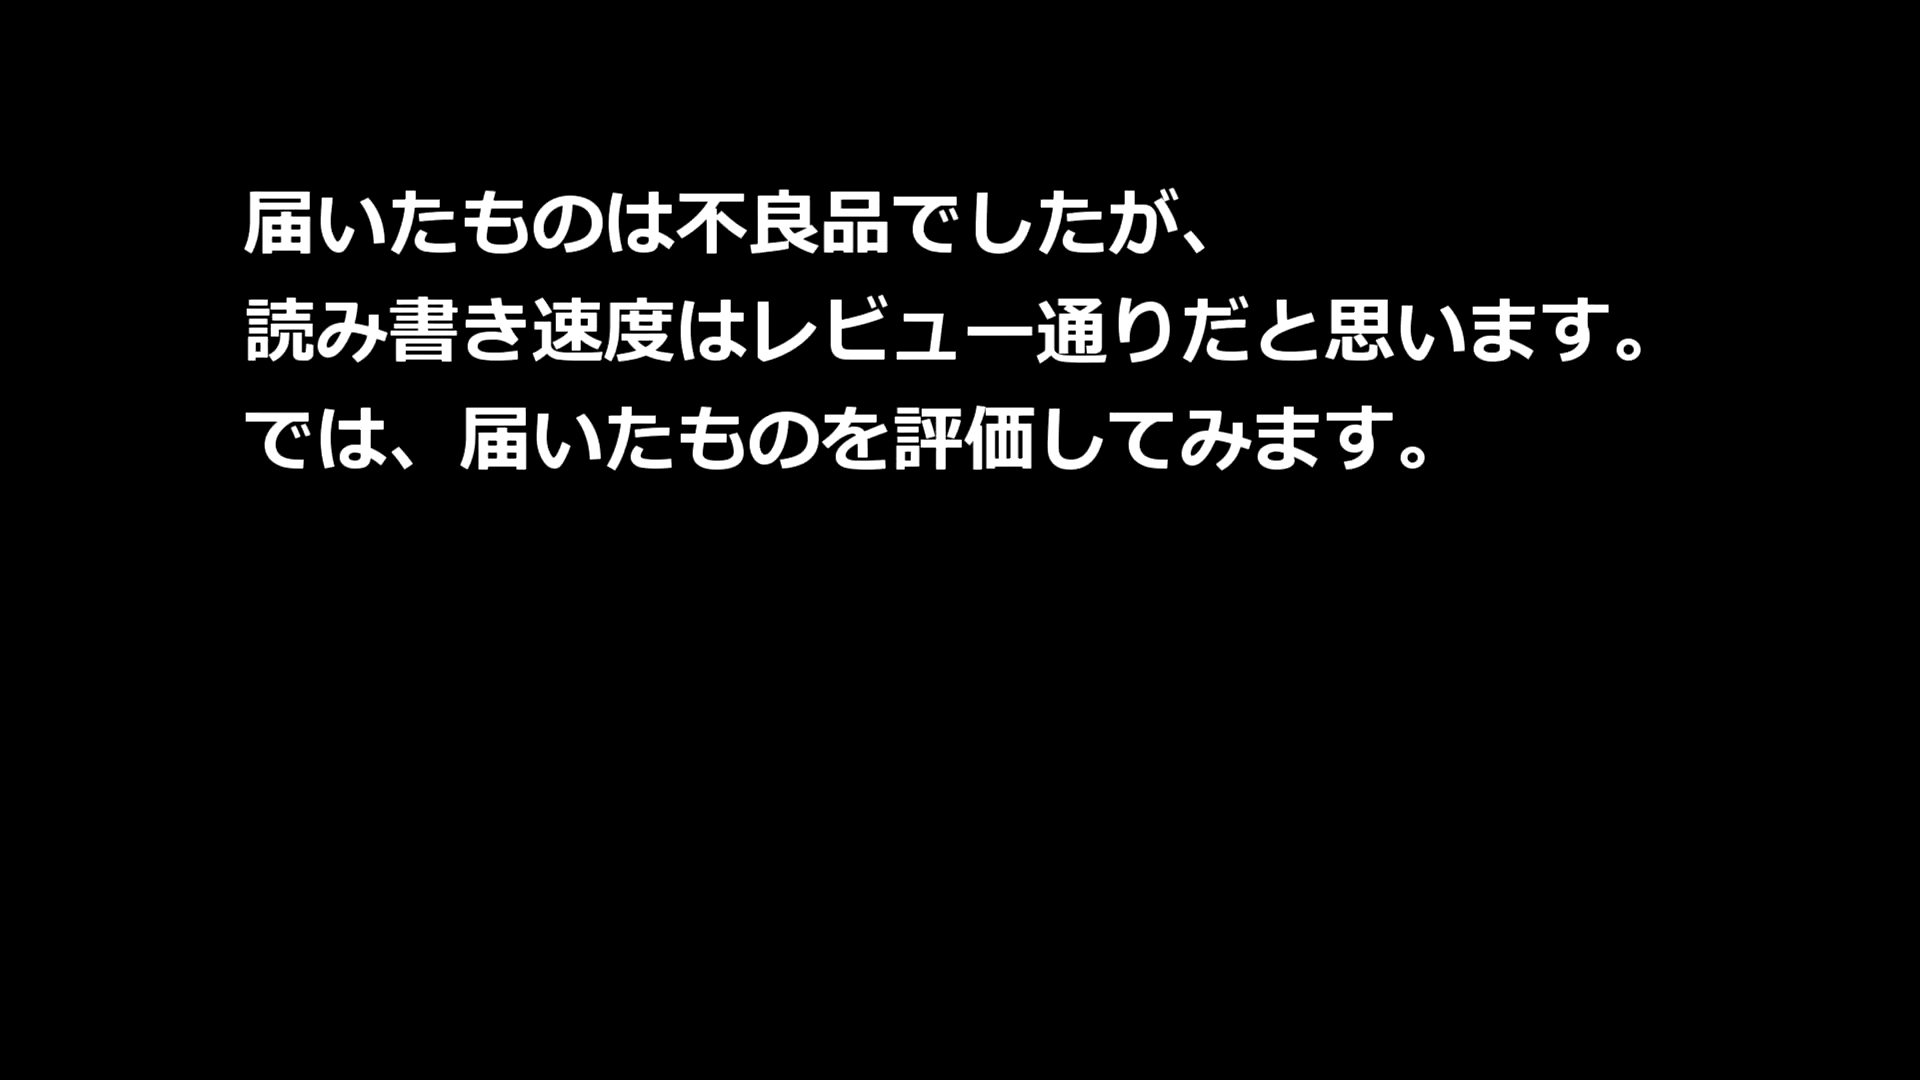 届いたものは不良品でしたが、
読み書き速度はレビュー通りだと思います。
では、届いたものを評価してみます。